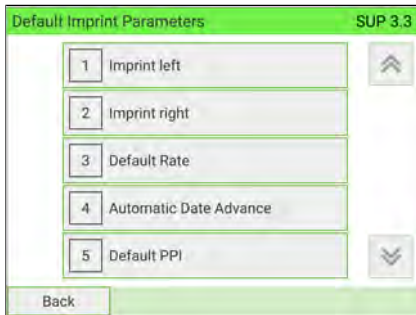 Default Imprint Parameters SUP 3.3
1 Imprint left
2 Imprint right
3 Default Rate
4 Automatic Date Advance
5 Default PPI
Back